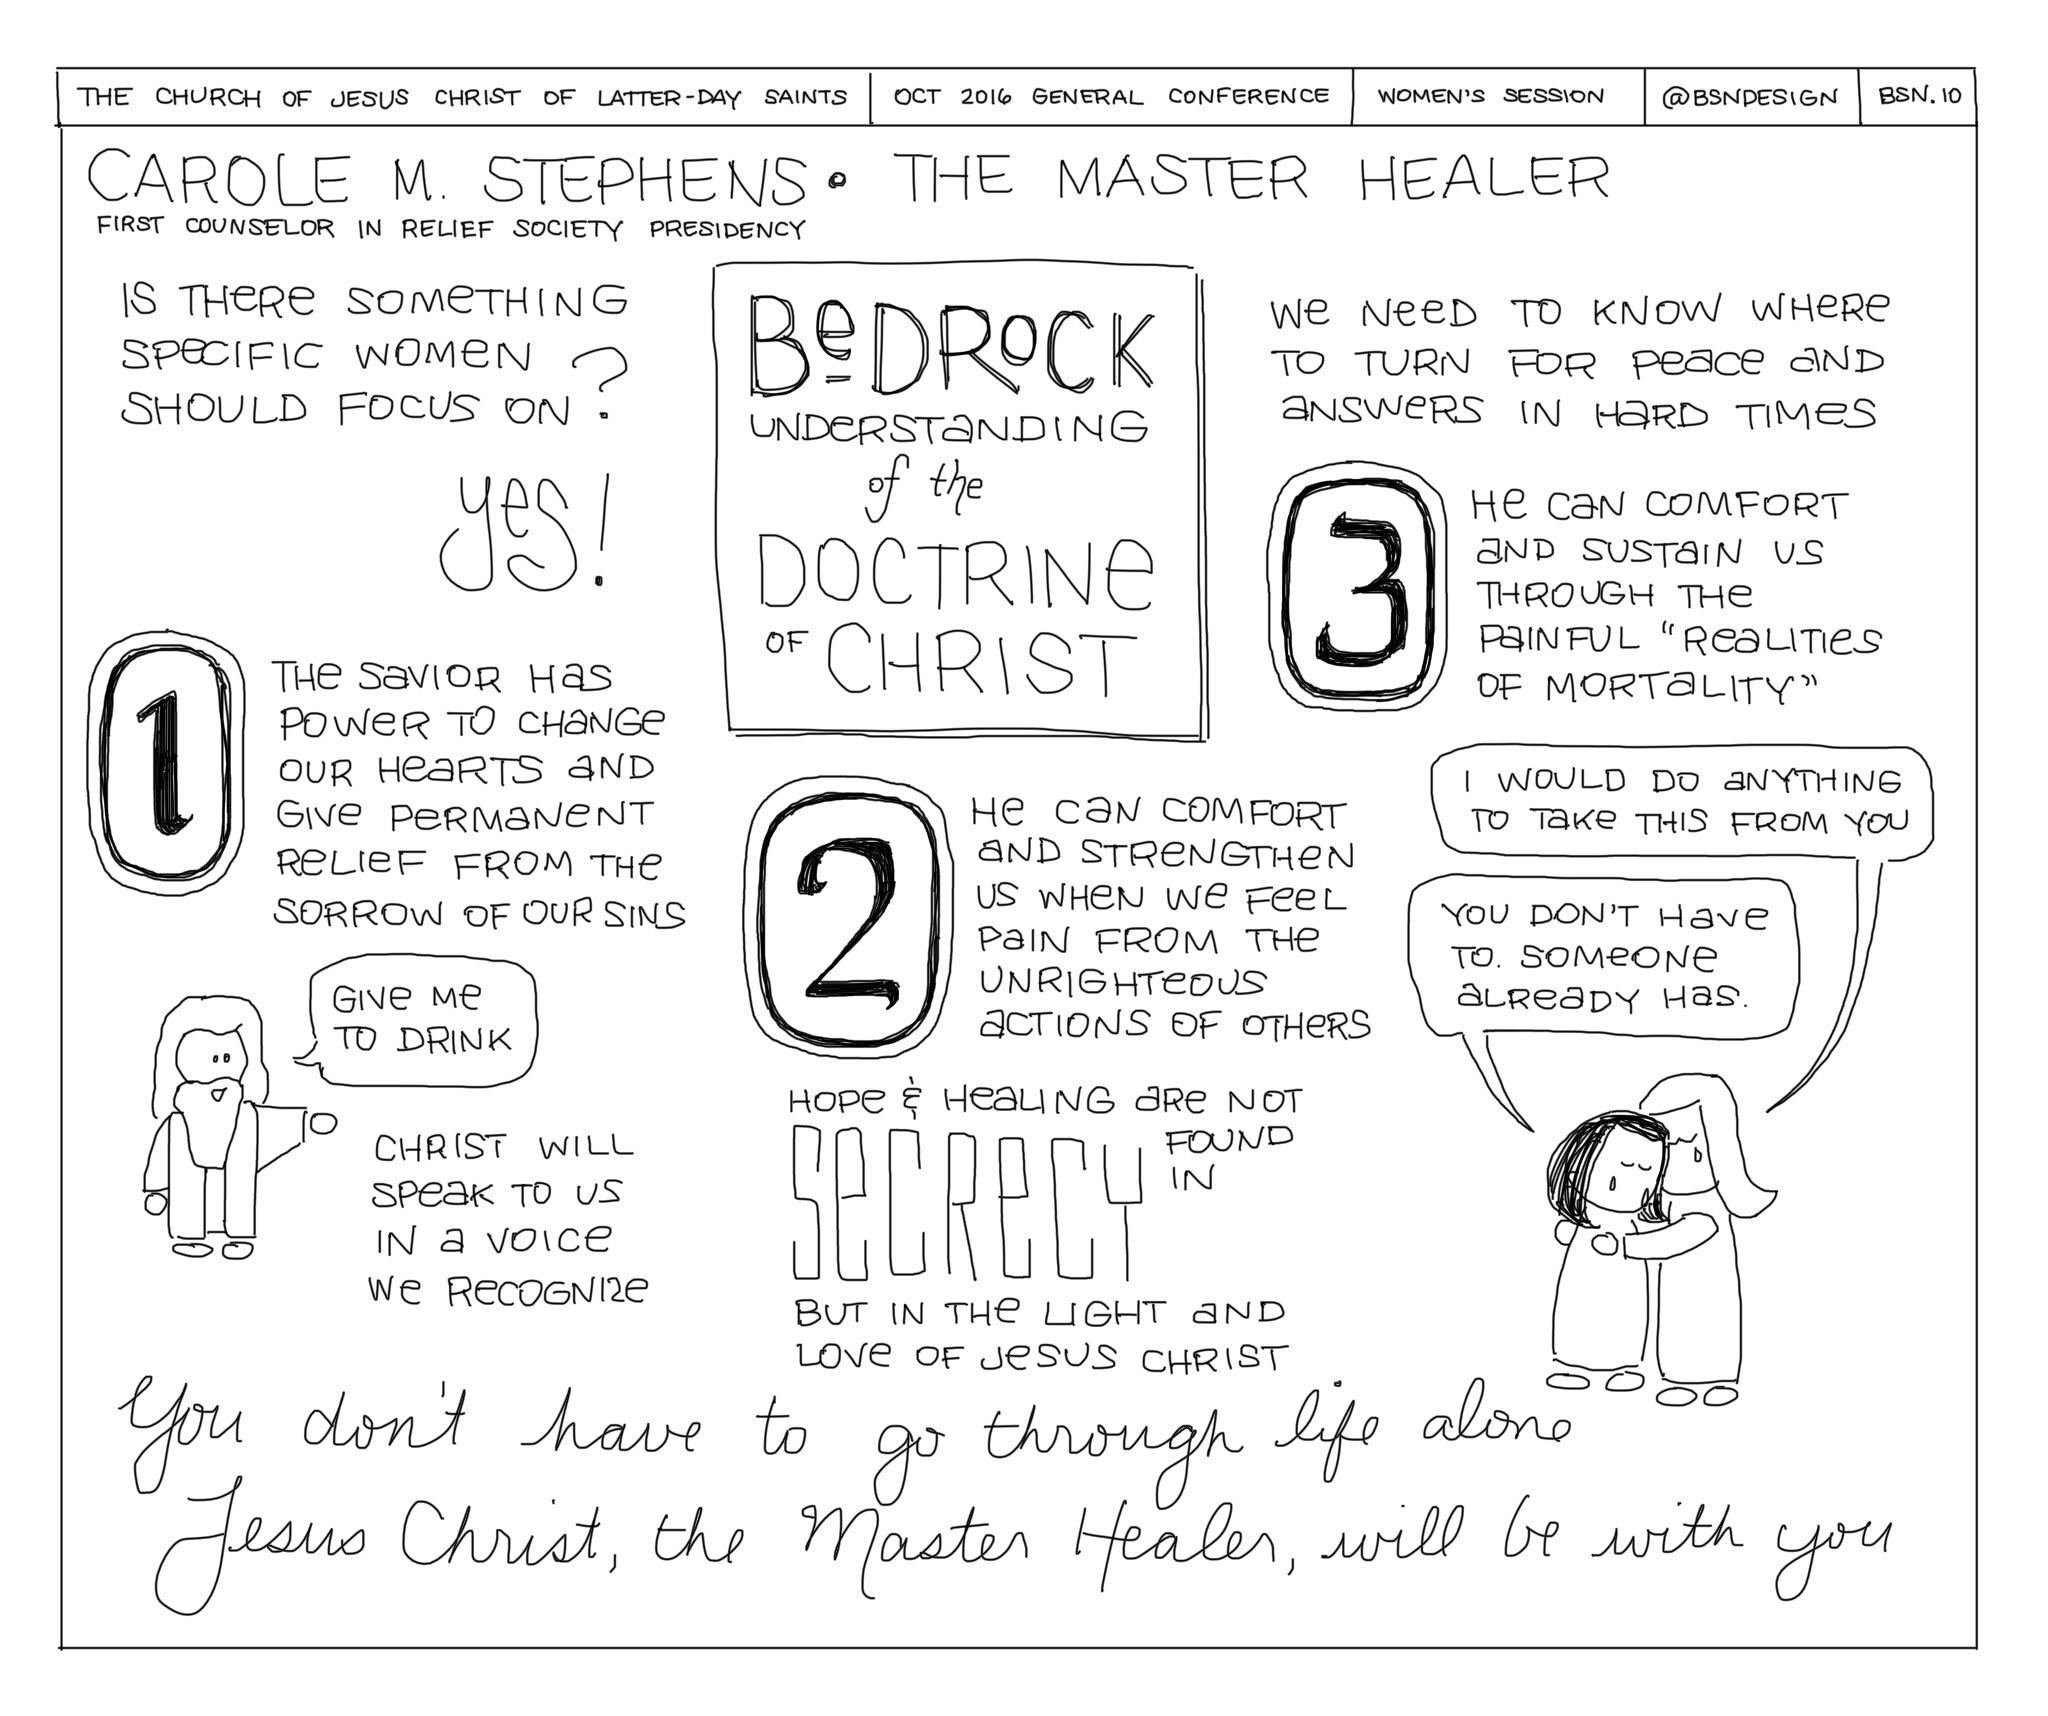 THE CHURCH OF JESUS CHRIST OF LATTER-DAY SAINTS
OCT 2016 GENERAL CONFERENCE
WOMEN'S SESSION
@BSNDESIGN
BSN.10
CAROLE M. STEPHENS • THE MASTER HEALER
FIRST COUNSELOR IN RELIEF SOCIETY PRESIDENCY
IS THERE SOMETHING
SPECIFIC WOMEN
SHOULD FOCUS ON?
YES!
BEDROCK
UNDERSTANDING
of the
DOCTRINE
OF CHRIST
1
THE SAVIOR HAS
POWER TO CHANGE
OUR HEARTS AND
GIVE PERMANENT
RELIEF FROM THE
SORROW OF OUR SINS
GIVE ME
TO DRINK
CHRIST WILL
SPEAK TO US
IN A VOICE
WE RECOGNIZE
2
HE CAN COMFORT
AND STRENGTHEN
US WHEN WE FEEL
PAIN FROM THE
UNRIGHTEOUS
ACTIONS OF OTHERS
HOPE & HEALING ARE NOT
FOUND
IN
SECRECY
BUT IN THE LIGHT AND
LOVE OF JESUS CHRIST
WE NEED TO KNOW WHERE
TO TURN FOR PEACE AND
ANSWERS IN HARD TIMES
3
HE CAN COMFORT
AND SUSTAIN US
THROUGH THE
PAINFUL "REALITIES
OF MORTALITY"
I WOULD DO ANYTHING
TO TAKE THIS FROM YOU
YOU DON'T HAVE
TO. SOMEONE
ALREADY HAS.
You don't have to go through life alone
Jesus Christ, the Master Healer, will be with you